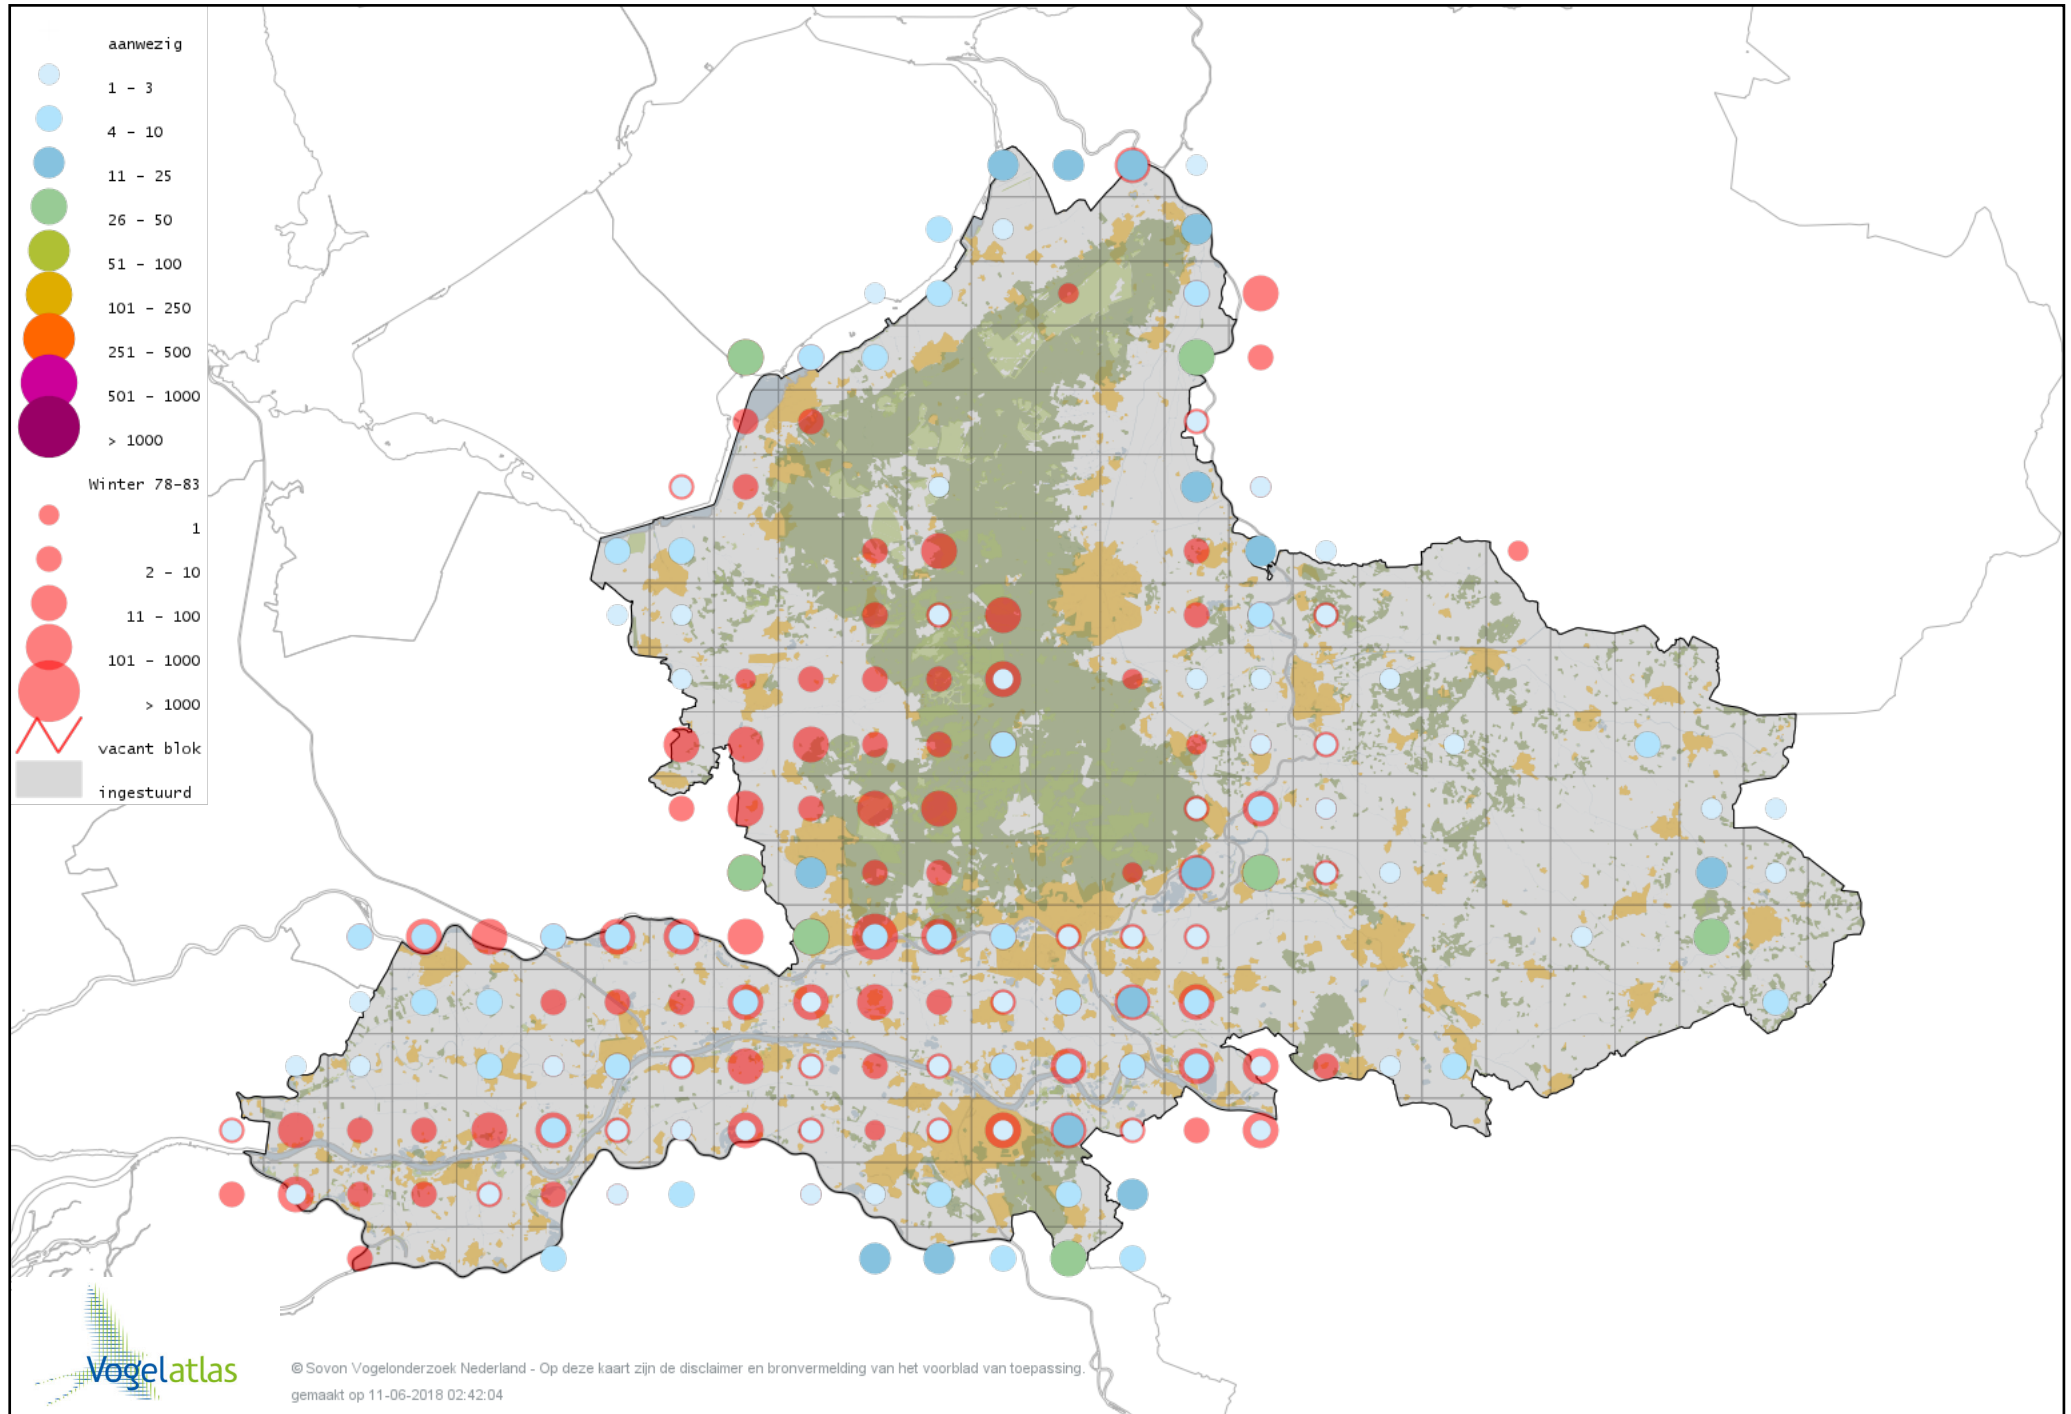 aanwezig
1 - 3
4 - 10
11 - 25
26 - 50
51 - 100
101 - 250
251 - 500
501 - 1000
> 1000
Winter 78-83
1
2 - 10
11 - 100
101 - 1000
> 1000
vacant blok
ingestuurd
Vogelatlas
© Sovon Vogelonderzoek Nederland - Op deze kaart zijn de disclaimer en bronvermelding van het voorblad van toepassing.
gemaakt op 11-06-2018 02:42:04